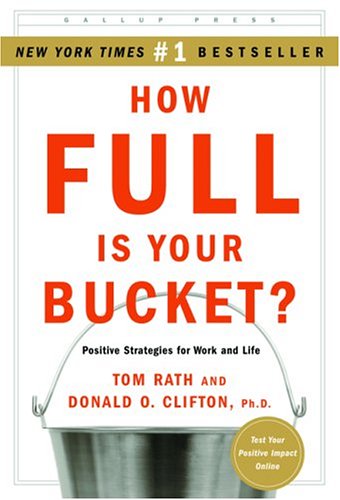 GALLUP PRESS
NEW YORK TIMES #1 BESTSELLER
HOW
FULL
IS YOUR
BUCKET?
Positive Strategies for Work and Life
TOM RATH AND
DONALD O. CLIFTON, Ph.D.
Test Your
Positive Impact
Online